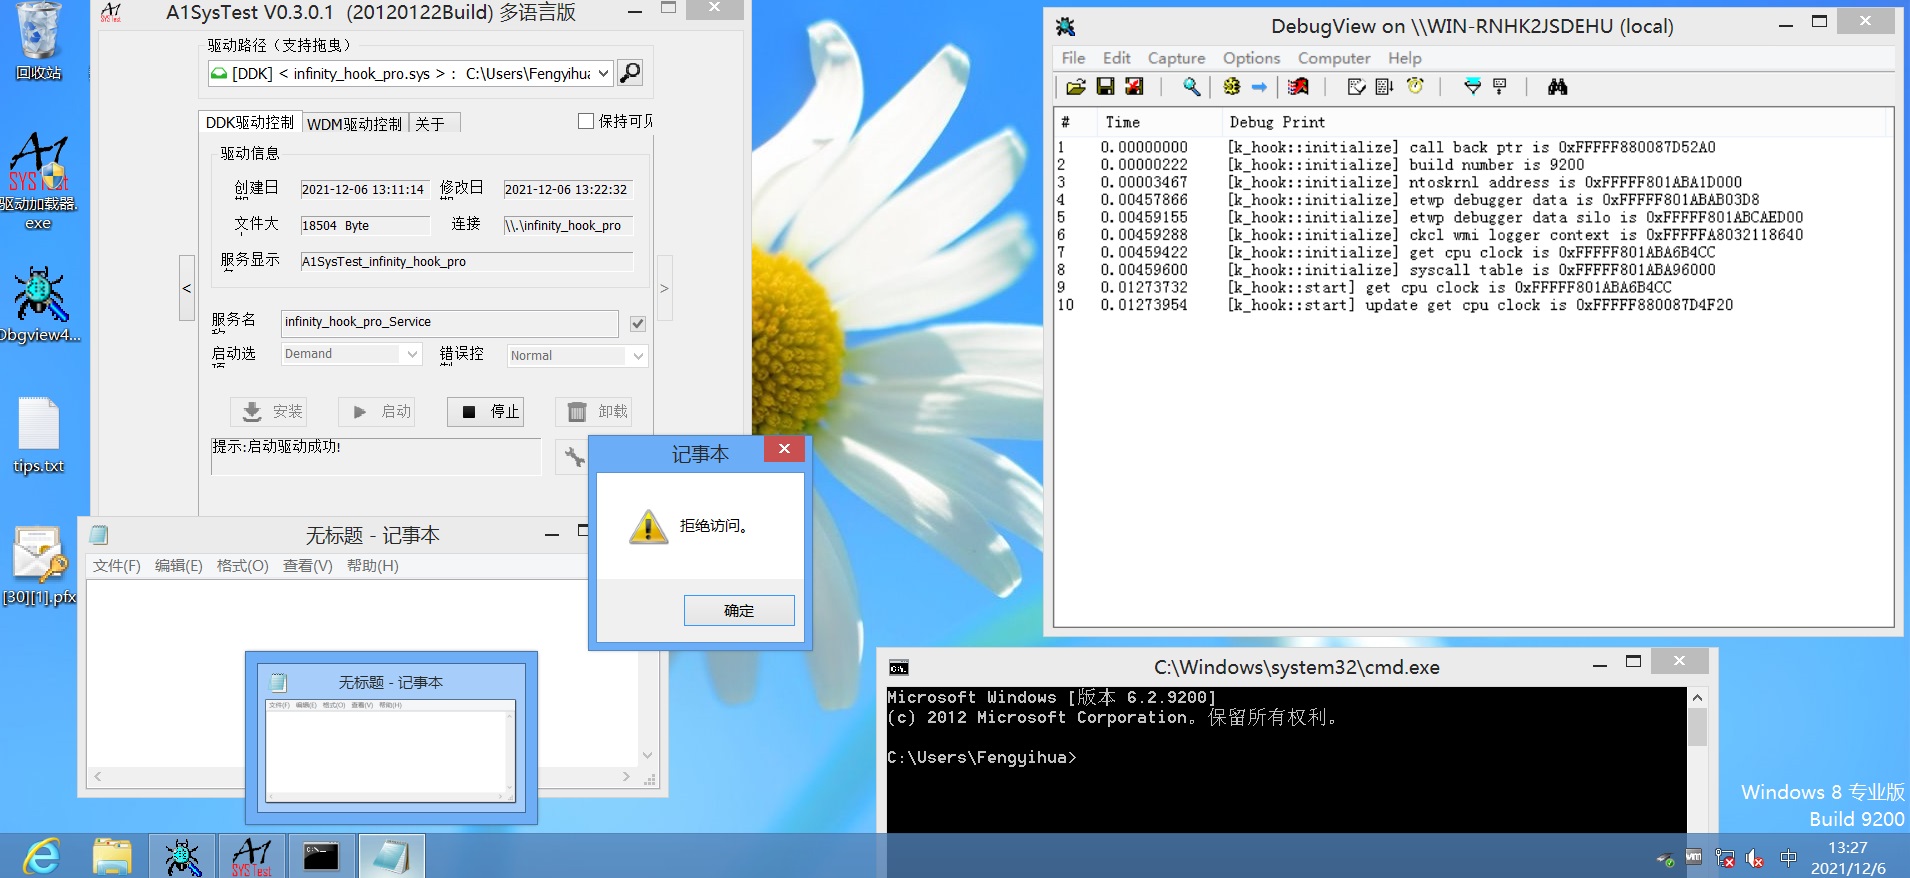 回收站
驱动加载器.
exe
Dbgview4...
tips.txt
[30][1].pfx
A1SysTest V0.3.0.1 (20120122Build) 多语言版
驱动路径（支持拖曳）
[DDK] < infinity_hook_pro.sys > : C:\Users\Fengyihua
DDK驱动控制 WDM驱动控制 关于 保持可见
驱动信息
创建日 2021-12-06 13:11:14 修改日 2021-12-06 13:22:32
文件大 18504 Byte 连接 \\.\infinity_hook_pro
服务显示 A1SysTest_infinity_hook_pro
< >
服务名 infinity_hook_pro_Service
启动选 Demand 错误控 Normal
安装 启动 停止 卸载
提示:启动驱动成功!
记事本
拒绝访问。
确定
无标题 - 记事本
文件(F) 编辑(E) 格式(O) 查看(V) 帮助(H)
无标题 - 记事本
文件(F) 编辑(E) 格式(O) 查看(V) 帮助(H)
DebugView on \\WIN-RNHK2JSDEHU (local)
File Edit Capture Options Computer Help
# Time Debug Print
1 0.00000000 [k_hook::initialize] call back ptr is 0xFFFFF880087D52A0
2 0.00000222 [k_hook::initialize] build number is 9200
3 0.00003467 [k_hook::initialize] ntoskrnl address is 0xFFFFF801ABA1D000
4 0.00457866 [k_hook::initialize] etwp debugger data is 0xFFFFF801ABAB03D8
5 0.00459155 [k_hook::initialize] etwp debugger data silo is 0xFFFFF801ABCAED00
6 0.00459288 [k_hook::initialize] ckcl wmi logger context is 0xFFFFFA8032118640
7 0.00459422 [k_hook::initialize] get cpu clock is 0xFFFFF801ABA6B4CC
8 0.00459600 [k_hook::initialize] syscall table is 0xFFFFF801ABA96000
9 0.01273732 [k_hook::start] get cpu clock is 0xFFFFF801ABA6B4CC
10 0.01273954 [k_hook::start] update get cpu clock is 0xFFFFF880087D4F20
C:\Windows\system32\cmd.exe
Microsoft Windows [版本 6.2.9200]
(c) 2012 Microsoft Corporation。保留所有权利。
C:\Users\Fengyihua>
Windows 8 专业版
Build 9200
中
13:27
2021/12/6